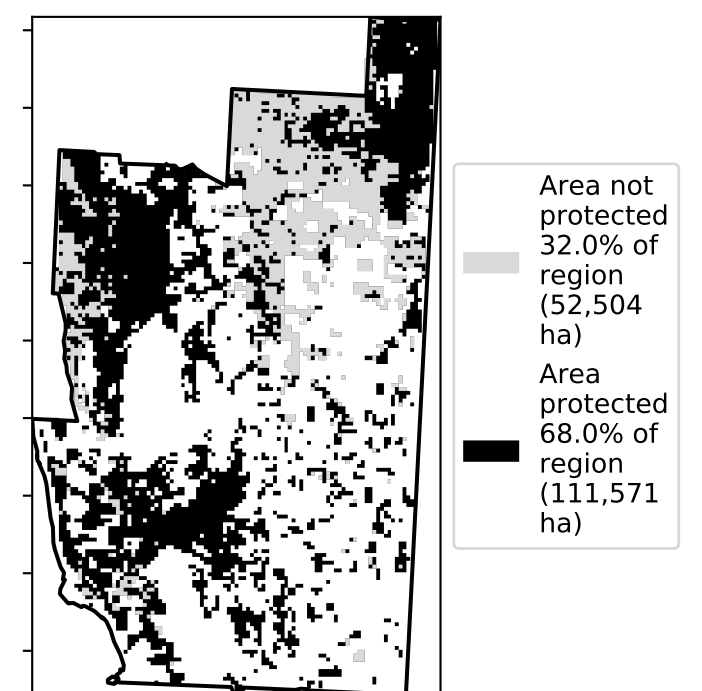 Area not
protected
32.0% of
region
(52,504
ha)
Area
protected
68.0% of
region
(111,571
ha)